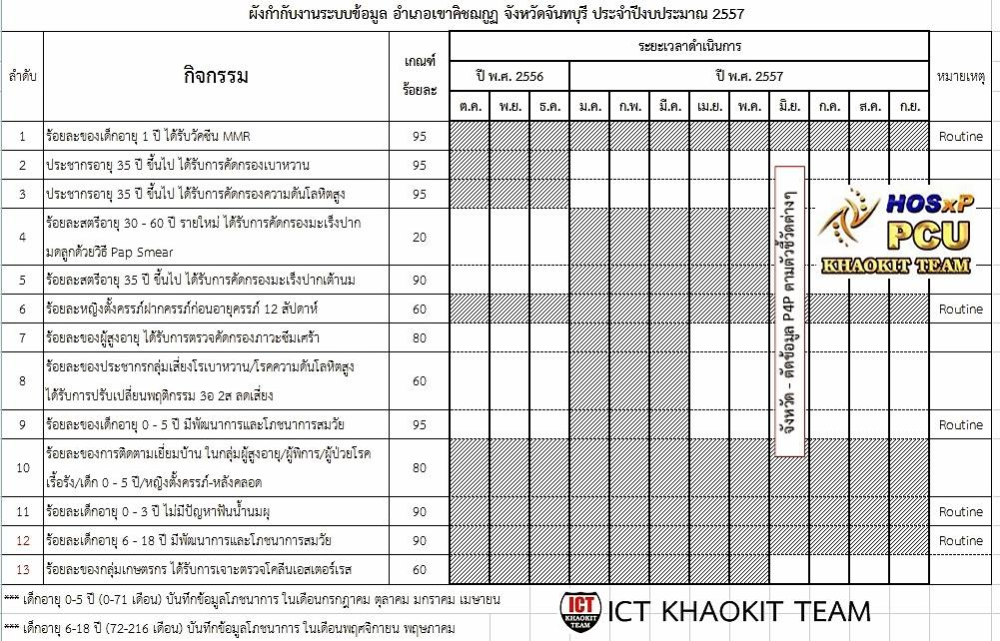 ผังกำกับงานระบบข้อมูล อำเภอเขาคิชฌกูฏ จังหวัดจันทบุรี ประจำปีงบประมาณ 2557
ลำดับ กิจกรรม เกณฑ์ ร้อยละ ระยะเวลาดำเนินการ หมายเหตุ
ปี พ.ศ. 2556 ปี พ.ศ. 2557
ต.ค. พ.ย. ธ.ค. ม.ค. ก.พ. มี.ค. เม.ย. พ.ค. มิ.ย. ก.ค. ส.ค. ก.ย.
1 ร้อยละของเด็กอายุ 1 ปี ได้รับวัคซีน MMR 95 Routine
2 ประชากรอายุ 35 ปี ขึ้นไป ได้รับการคัดกรองเบาหวาน 95
3 ประชากรอายุ 35 ปี ขึ้นไป ได้รับการคัดกรองความดันโลหิตสูง 95
4 ร้อยละสตรีอายุ 30 - 60 ปี รายใหม่ ได้รับการคัดกรองมะเร็งปาก
มดลูกด้วยวิธี Pap Smear 20
5 ร้อยละสตรีอายุ 35 ปี ขึ้นไป ได้รับการคัดกรองมะเร็งปากเต้านม 90
6 ร้อยละหญิงตั้งครรภ์ฝากครรภ์ก่อนอายุครรภ์ 12 สัปดาห์ 60 Routine
7 ร้อยละของผู้สูงอายุ ได้รับการตรวจคัดกรองภาวะซึมเศร้า 80
8 ร้อยละของประชากรกลุ่มเสี่ยงโรเบาหวาน/โรคความดันโลหิตสูง
ได้รับการปรับเปลี่ยนพฤติกรรม 3อ 2ส ลดเสี่ยง 60
9 ร้อยละของเด็กอายุ 0 - 5 ปี มีพัฒนาการและโภชนาการสมวัย 95 Routine
10 ร้อยละของการติดตามเยี่ยมบ้าน ในกลุ่มผู้สูงอายุ/ผู้พิการ/ผู้ป่วยโรค
เรื้อรัง/เด็ก 0 - 5 ปี/หญิงตั้งครรภ์-หลังคลอด 80
11 ร้อยละเด็กอายุ 0 - 3 ปี ไม่มีปัญหาฟันน้ำนมผุ 90 Routine
12 ร้อยละเด็กอายุ 6 - 18 ปี มีพัฒนาการและโภชนาการสมวัย 90 Routine
13 ร้อยละของกลุ่มเกษตรกร ได้รับการเจาะตรวจโคลีนเอสเตอร์เรส 60
จังหวัด - ตัดข้อมูล P4P ตามตัวชี้วัดต่างๆ
HOSxP
PCU
KHAOKIT TEAM
*** เด็กอายุ 0-5 ปี (0-71 เดือน) บันทึกข้อมูลโภชนาการ ในเดือนกรกฎาคม ตุลาคม มกราคม เมษายน
*** เด็กอายุ 6-18 ปี (72-216 เดือน) บันทึกข้อมูลโภชนาการ ในเดือนพฤศจิกายน พฤษภาคม
ICT
KHAOKIT
TEAM
ICT KHAOKIT TEAM